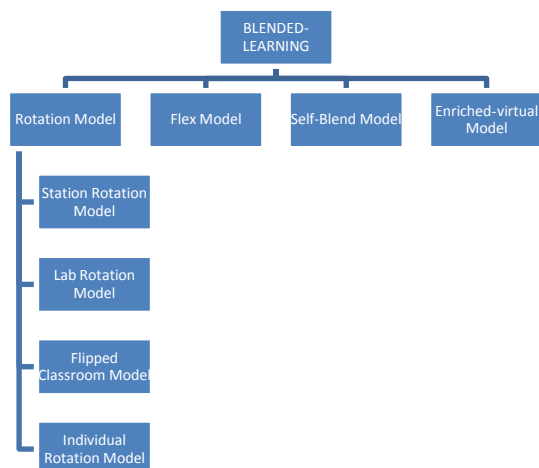 BLENDED-
LEARNING
Rotation Model
Flex Model
Self-Blend Model
Enriched-virtual
Model
Station Rotation
Model
Lab Rotation
Model
Flipped
Classroom Model
Individual
Rotation Model